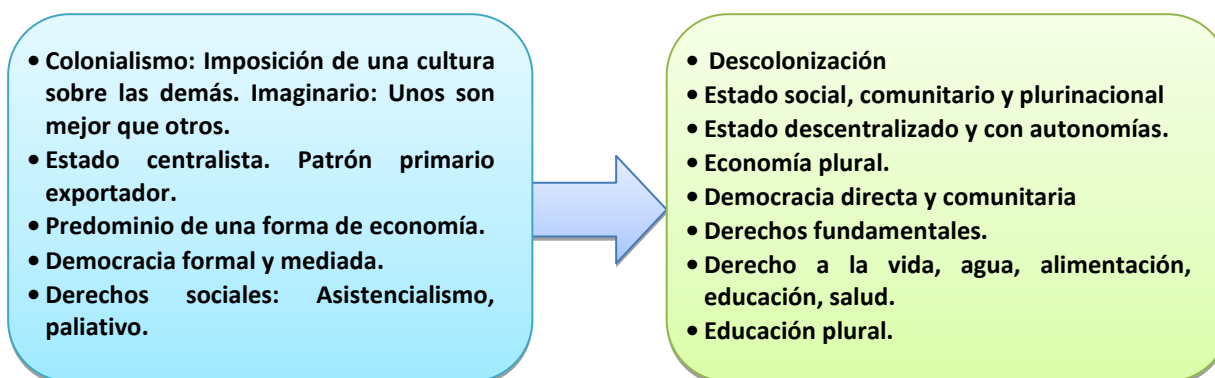 • Colonialismo: Imposición de una cultura
sobre las demás. Imaginario: Unos son
mejor que otros.
• Estado centralista. Patrón primario
exportador.
• Predominio de una forma de economía.
• Democracia formal y mediada.
• Derechos sociales: Asistencialismo,
paliativo.
• Descolonización
• Estado social, comunitario y plurinacional
• Estado descentralizado y con autonomías.
• Economía plural.
• Democracia directa y comunitaria
• Derechos fundamentales.
• Derecho a la vida, agua, alimentación,
educación, salud.
• Educación plural.